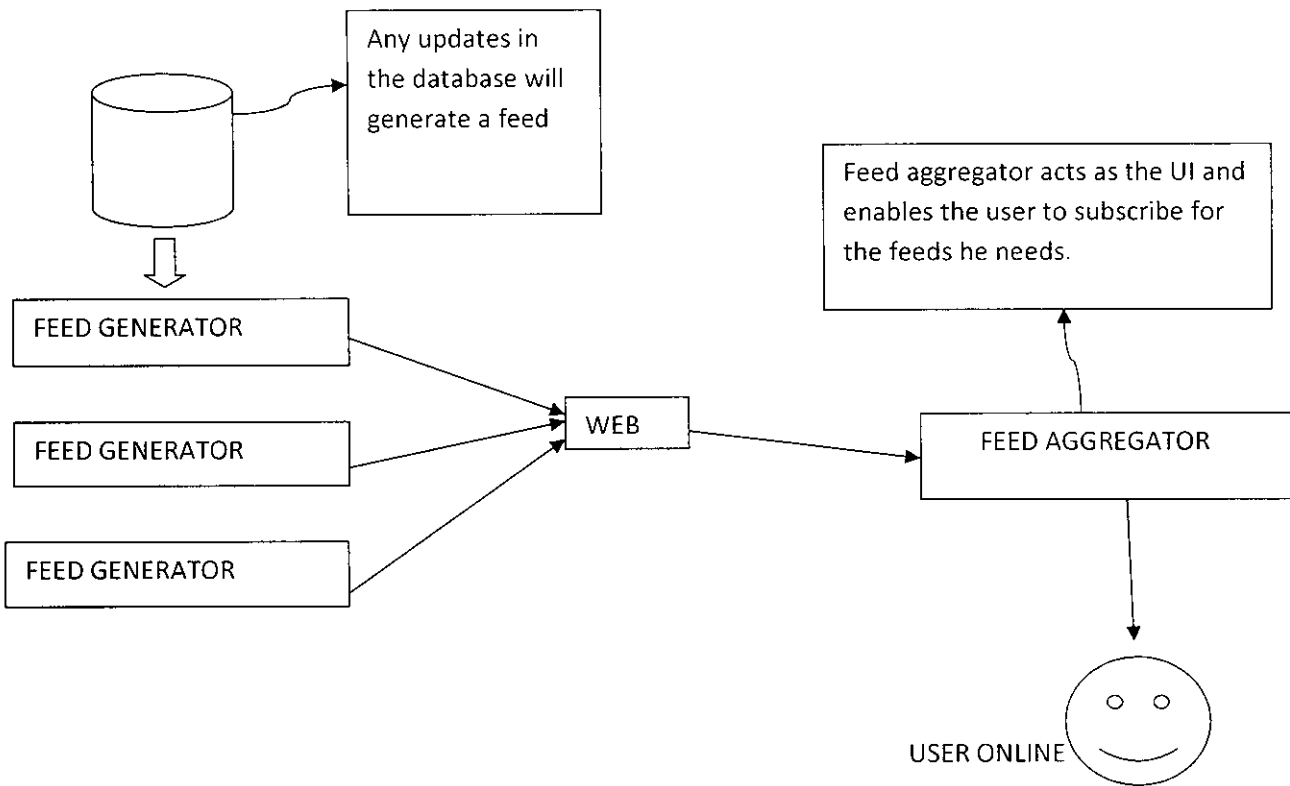 Any updates in
the database will
generate a feed
Feed aggregator acts as the UI and
enables the user to subscribe for
the feeds he needs.
FEED GENERATOR
FEED GENERATOR
FEED GENERATOR
WEB
FEED AGGREGATOR
USER ONLINE